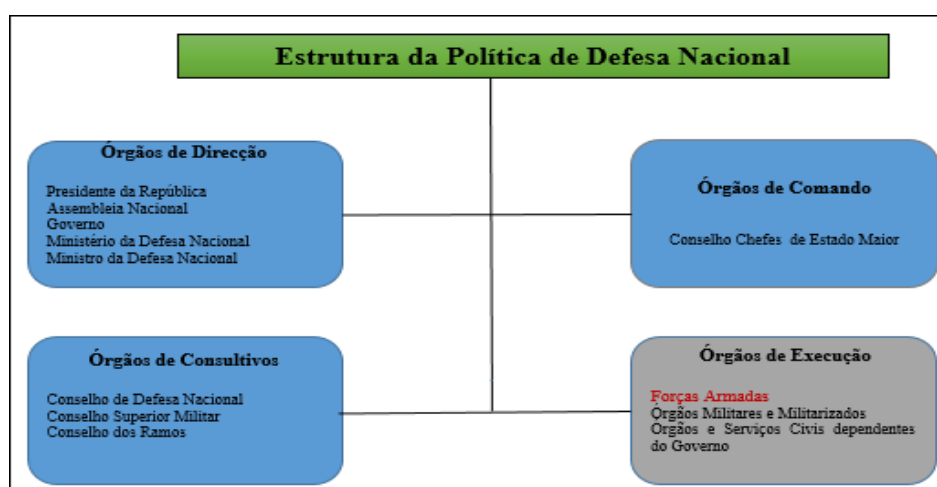 Estrutura da Política de Defesa Nacional
Órgãos de Direcção
Presidente da República
Assembleia Nacional
Governo
Ministério da Defesa Nacional
Ministro da Defesa Nacional
Órgãos de Comando
Conselho Chefes de Estado Maior
Órgãos de Consultivos
Conselho de Defesa Nacional
Conselho Superior Militar
Conselho dos Ramos
Órgãos de Execução
Forças Armadas
Órgãos Militares e Militarizados
Órgãos e Serviços Civis dependentes
do Governo